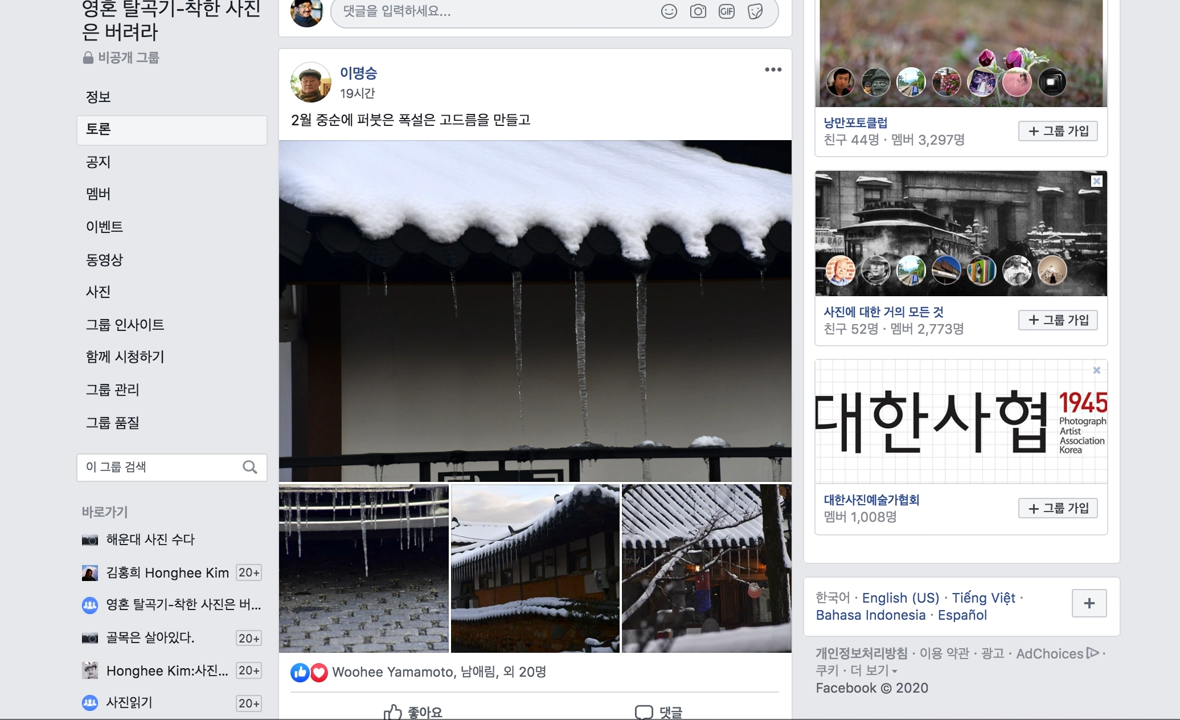 영혼 탈곡기-착한 사진
은 버려라
비공개 그룹
정보
토론
공지
멤버
이벤트
동영상
사진
그룹 인사이트
함께 시청하기
그룹 관리
그룹 품질
이 그룹 검색
바로가기
해운대 사진 수다
김홍희 Honghee Kim 20+
영혼 탈곡기-착한 사진은 버...
골목은 살아있다. 20+
Honghee Kim:사진... 20+
사진읽기 20+
댓글을 입력하세요...
GIF
이명승
19시간
2월 중순에 퍼붓은 폭설은 고드름을 만들고
Woohee Yamamoto, 남애림, 외 20명
좋아요 댓글
낭만포토클럽
친구 44명 · 멤버 3,297명
+ 그룹 가입
사진에 대한 거의 모든 것
친구 52명 · 멤버 2,773명
+ 그룹 가입
대한사협
1945
Photograph
Artist
Association
Korea
대한사진예술가협회
멤버 1,008명
+ 그룹 가입
한국어 · English (US) · Tiếng Việt ·
Bahasa Indonesia · Español
개인정보처리방침 · 이용 약관 · 광고 · AdChoices ·
쿠키 · 더 보기
Facebook © 2020